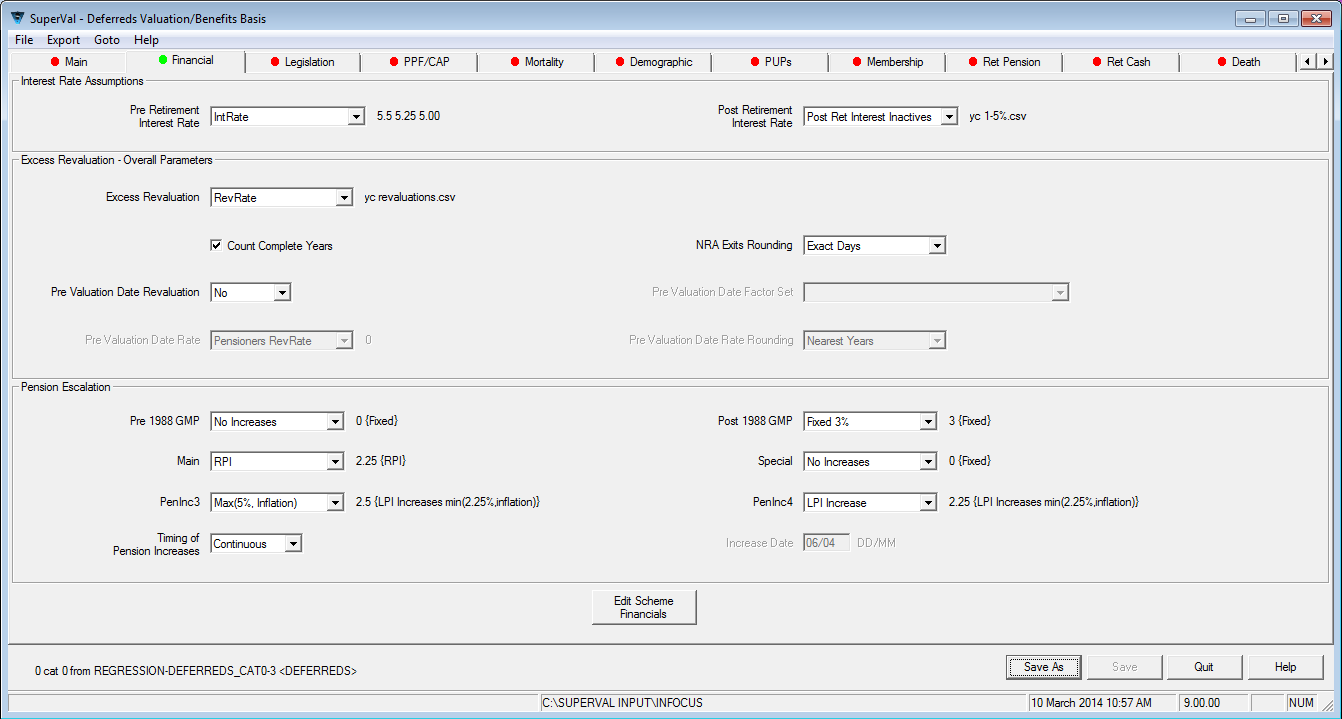 SuperVal - Deferreds Valuation/Benefits Basis
File Export Goto Help
Main Financial Legislation PPF/CAP Mortality Demographic PUPs Membership Ret Pension Ret Cash Death
Interest Rate Assumptions
Pre Retirement Interest Rate IntRate 5.5 5.25 5.00 Post Retirement Interest Rate Post Ret Interest Inactives yc 1-5%.csv
Excess Revaluation - Overall Parameters
Excess Revaluation RevRate yc revaluations.csv
Count Complete Years NRA Exits Rounding Exact Days
Pre Valuation Date Revaluation No Pre Valuation Date Factor Set
Pre Valuation Date Rate Pensioners RevRate 0 Pre Valuation Date Rate Rounding Nearest Years
Pension Escalation
Pre 1988 GMP No Increases 0 {Fixed} Post 1988 GMP Fixed 3% 3 {Fixed}
Main RPI 2.25 {RPI} Special No Increases 0 {Fixed}
PenInc3 Max(5%, Inflation) 2.5 {LPI Increases min(2.25%,inflation)} PenInc4 LPI Increase 2.25 {LPI Increases min(2.25%,inflation)}
Timing of Pension Increases Continuous Increase Date 06/04 DD/MM
Edit Scheme
Financials
0 cat 0 from REGRESSION-DEFERREDS_CAT0-3 <DEFERREDS> Save As Save Quit Help
C:\SUPERVAL INPUT\INFOCUS 10 March 2014 10:57 AM 9.00.00 NUM